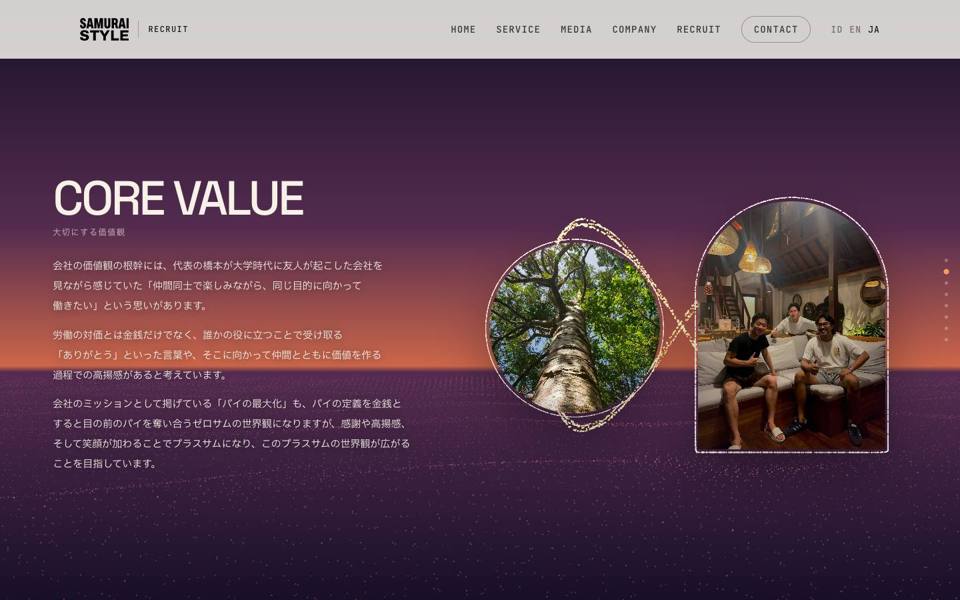 SAMURAI
STYLE
RECRUIT
HOME SERVICE MEDIA COMPANY RECRUIT CONTACT ID EN JA
CORE VALUE
大切にする価値観
会社の価値観の根幹には、代表の橋本が大学時代に友人が起こした会社を
見ながら感じていた「仲間同士で楽しみながら、同じ目的に向かって
働きたい」という思いがあります。
労働の対価とは金銭だけでなく、誰かの役に立つことで受け取る
「ありがとう」といった言葉や、そこに向かって仲間とともに価値を作る
過程での高揚感があると考えています。
会社のミッションとして掲げている「パイの最大化」も、パイの定義を金銭と
すると目の前のパイを奪い合うゼロサムの世界観になりますが、感謝や高揚感、
そして笑顔が加わることでプラスサムになり、このプラスサムの世界観が広がる
ことを目指しています。